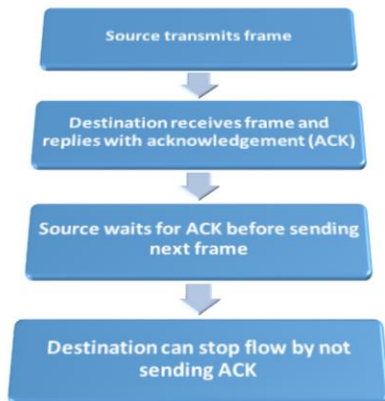 Source transmits frame
Destination receives frame and
replies with acknowledgement (ACK)
Source waits for ACK before sending
next frame
Destination can stop flow by not
sending ACK